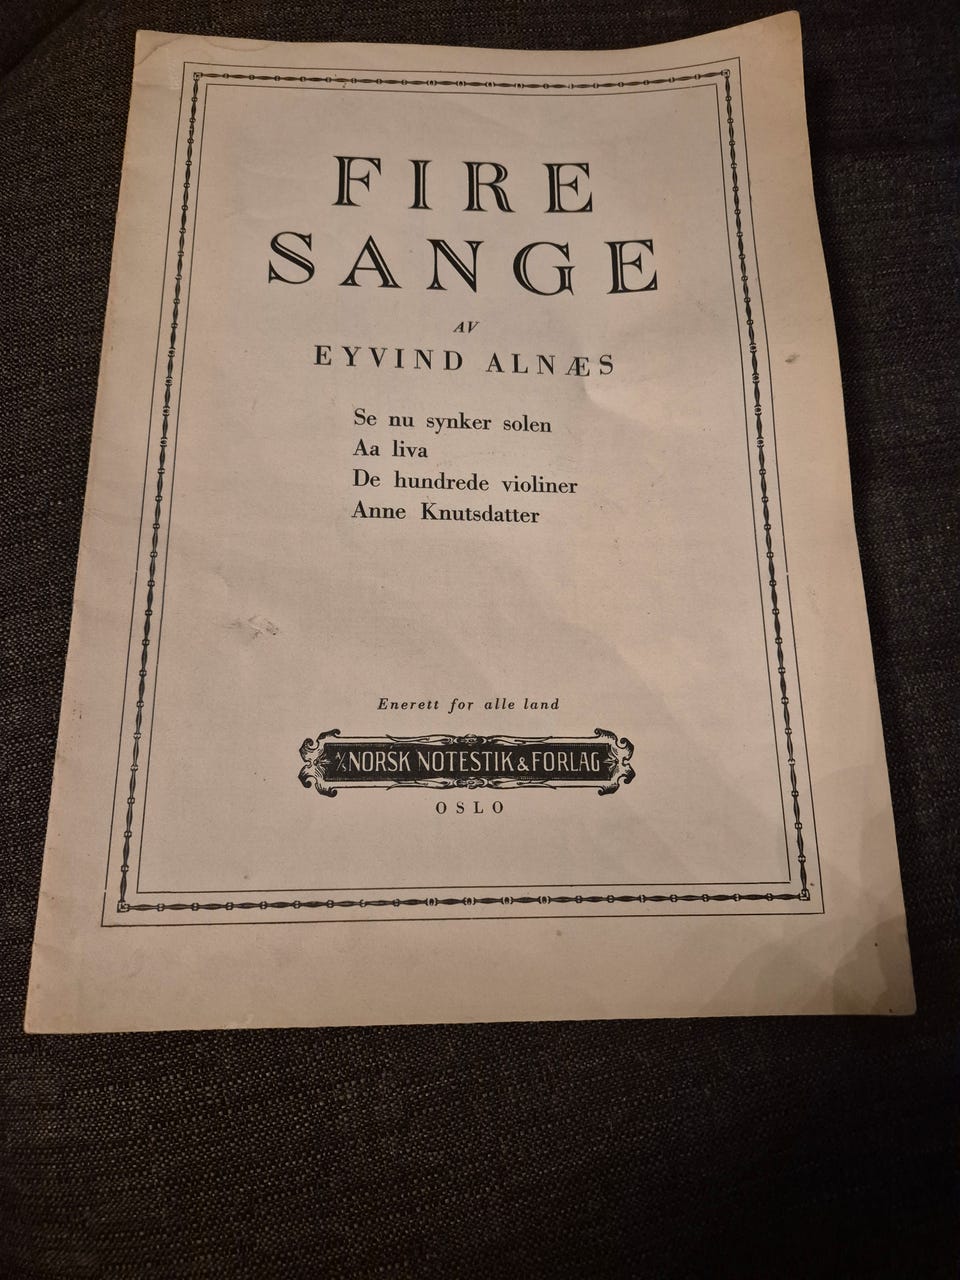 FIRE
SANGE
AV
EYVIND ALNÆS
Se nu synker solen
Aa liva
De hundrede violiner
Anne Knutsdatter
Enerett for alle land
A/S NORSK NOTESTIK & FORLAG
OSLO